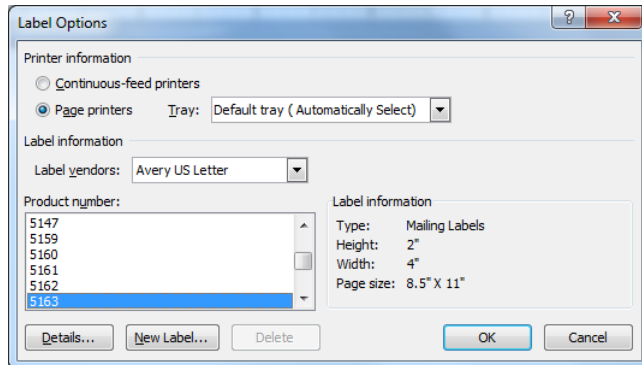 Label Options
?
X
Printer information
Continuous-feed printers
Page printers Tray: Default tray ( Automatically Select)
Label information
Label vendors: Avery US Letter
Product number:
5147
5159
5160
5161
5162
5163
Label information
Type: Mailing Labels
Height: 2"
Width: 4"
Page size: 8.5" X 11"
Details... New Label... Delete OK Cancel